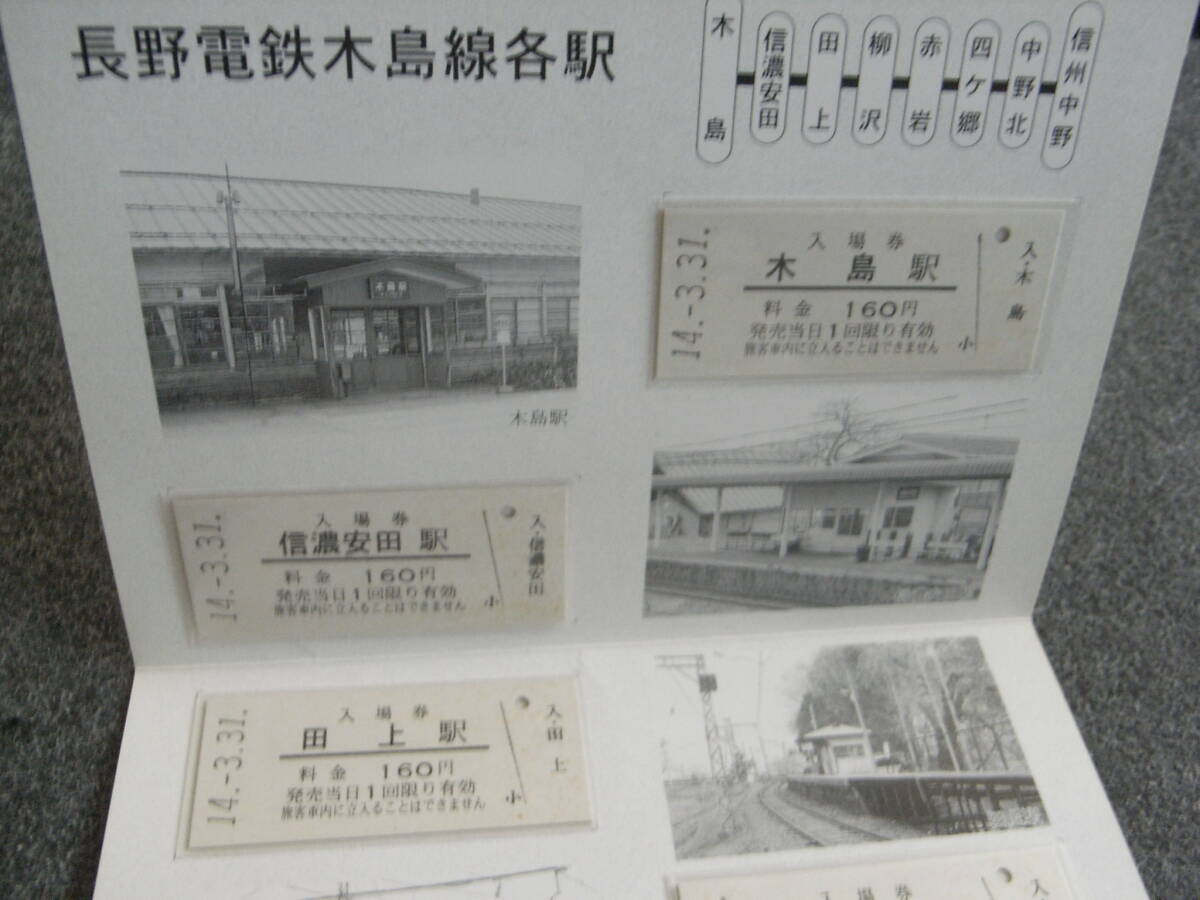 長野電鉄木島線各駅
木島
信濃安田
田上
柳沢
赤岩
四ケ郷
中野北
信州中野
木島駅
木島駅
14.-3.31.
入場券
木島駅
料金 160円
発売当日1回限り有効
旅客車内に立入ることはできません
小
入・木島
14.-3.31.
入場券
信濃安田駅
料金 160円
発売当日1回限り有効
旅客車内に立入ることはできません
小
入・信濃安田
14.-3.31.
入場券
田上駅
料金 160円
発売当日1回限り有効
旅客車内に立入ることはできません
小
入・田上
入場券
入